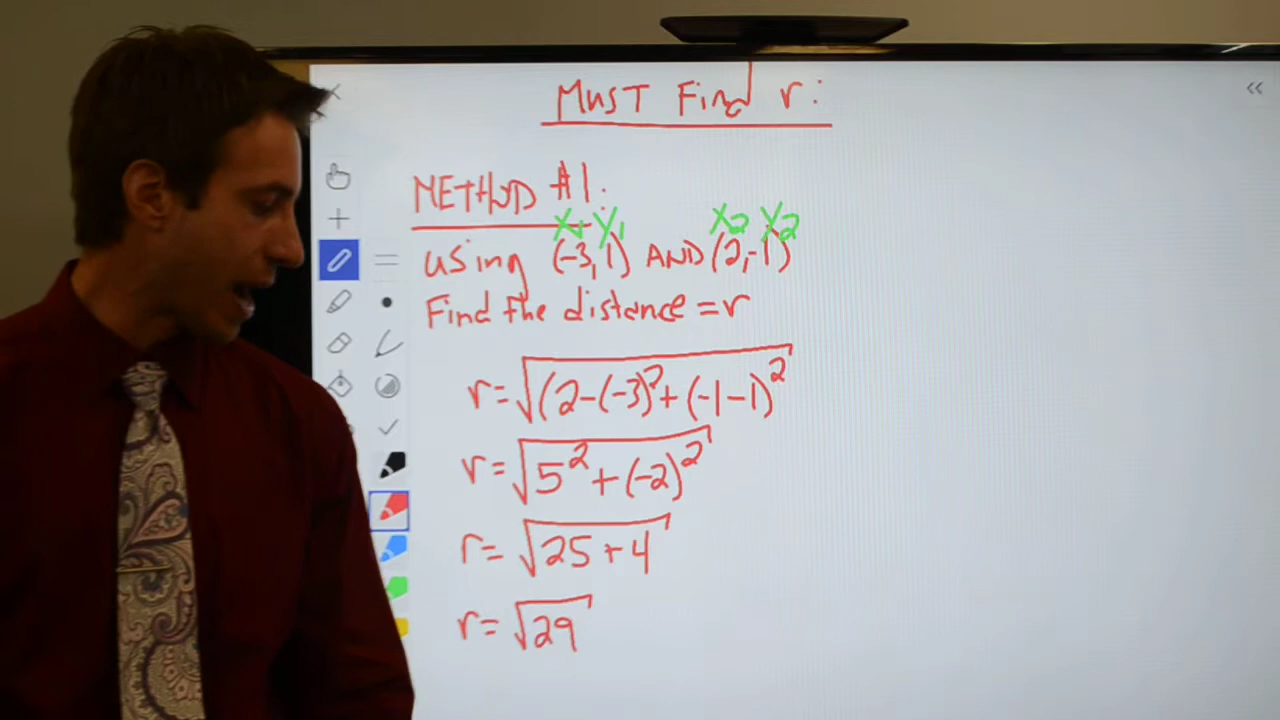 MUST Find r:
METHOD #1:
x₁ y₁ x₂ y₂
using (-3,1) AND (2,-1)
Find the distance = r
r=√((2-(-3)²+(-1-1)²
r=√(5²+(-2)²
r=√(25+4
r=√29